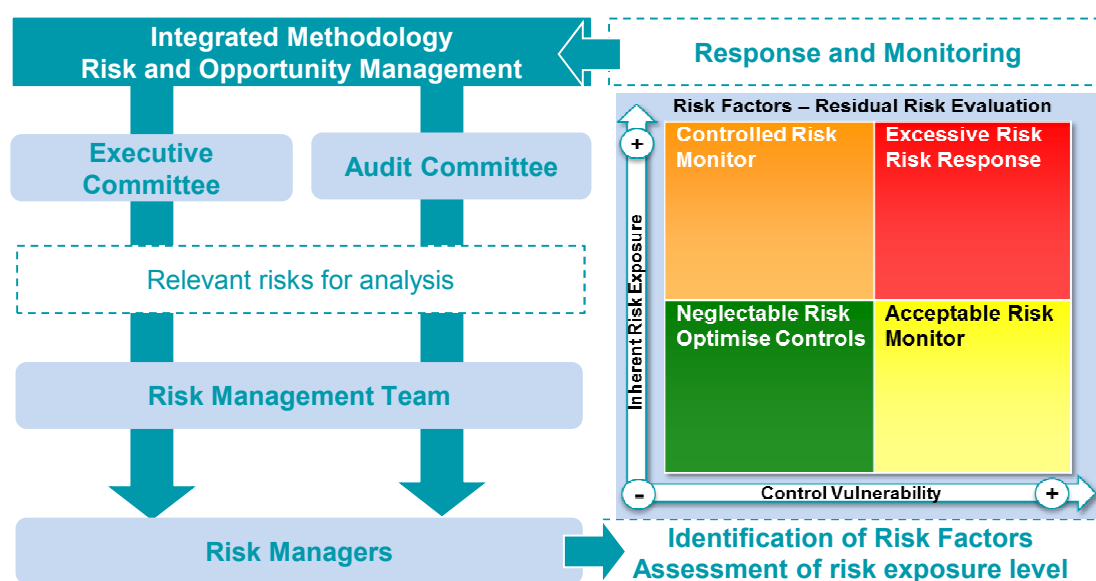 Integrated Methodology
Risk and Opportunity Management
Response and Monitoring
Executive
Committee
Audit Committee
Relevant risks for analysis
Risk Management Team
Risk Managers
Risk Factors – Residual Risk Evaluation
+
Controlled Risk
Monitor
Excessive Risk
Risk Response
Inherent Risk Exposure
Neglectable Risk
Optimise Controls
Acceptable Risk
Monitor
-
Control Vulnerability
+
Identification of Risk Factors
Assessment of risk exposure level